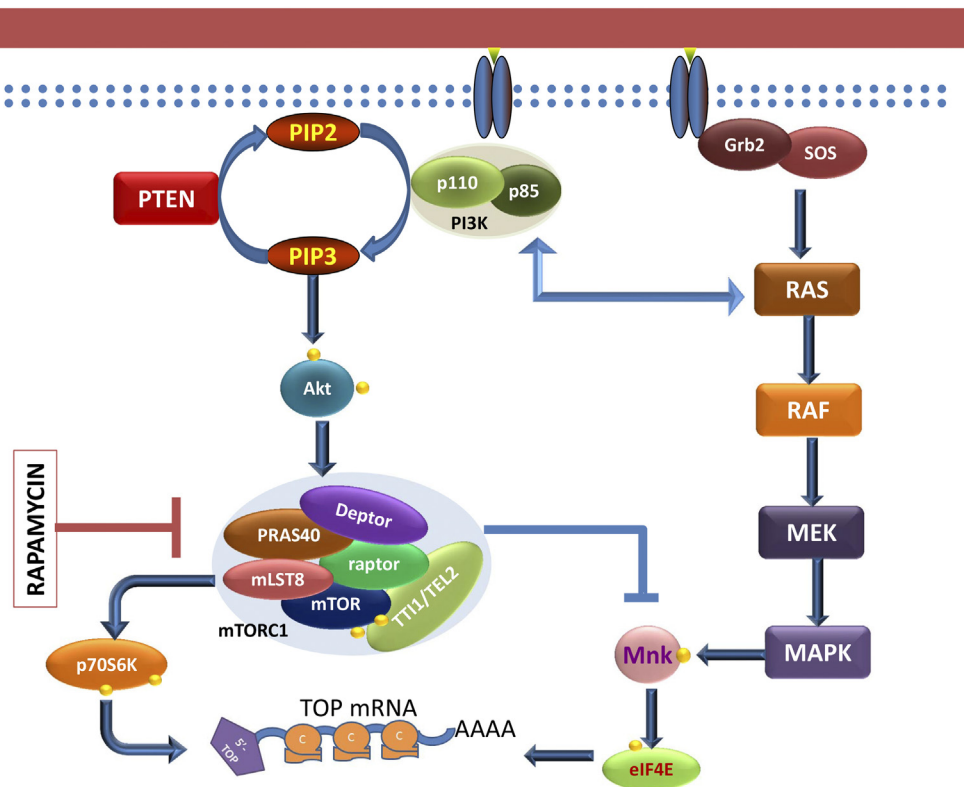 PIP2
Grb2
SOS
p110
p85
PTEN
PI3K
PIP3
RAS
Akt
RAF
RAPAMYCIN
Deptor
PRAS40
MEK
raptor
mLST8
TTI1/TEL2
mTOR
mTORC1
p70S6K
Mnk
MAPK
TOP mRNA
AAAA
5'-
TOP
C
C
C
eIF4E